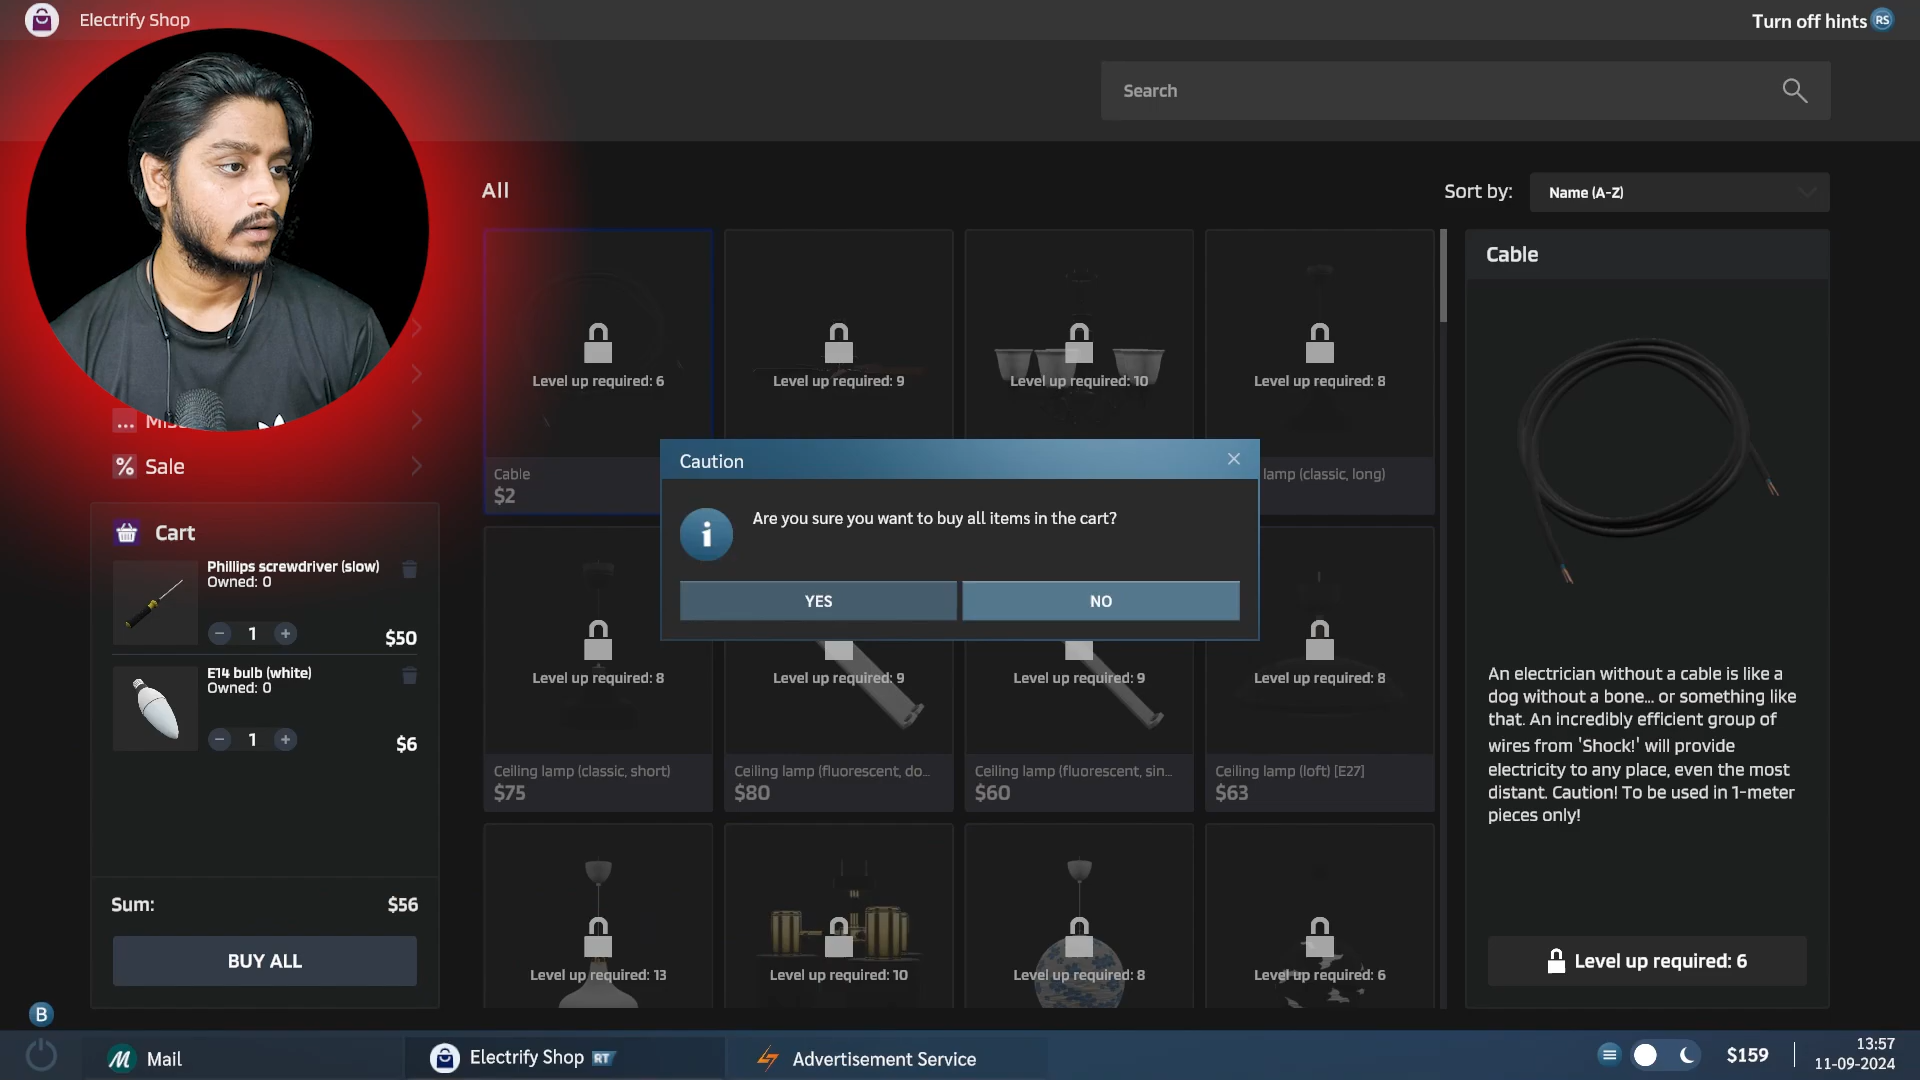 Electrify Shop
Turn off hints RS
Search
All
Sort by:
Name (A-Z)
Cable
Level up required: 6
Level up required: 9
Level up required: 10
Level up required: 8
Sale
Cable
$2
lamp (classic, long)
Caution
Are you sure you want to buy all items in the cart?
YES
NO
Cart
Phillips screwdriver (slow)
Owned: 0
1
$50
E14 bulb (white)
Owned: 0
1
$6
Sum:
$56
BUY ALL
Level up required: 8
Level up required: 9
Level up required: 9
Level up required: 8
Ceiling lamp (classic, short)
$75
Ceiling lamp (fluorescent, do...
$80
Ceiling lamp (fluorescent, sin...
$60
Ceiling lamp (loft) [E27]
$63
Level up required: 13
Level up required: 10
Level up required: 8
Level up required: 6
An electrician without a cable is like a
dog without a bone... or something like
that. An incredibly efficient group of
wires from 'Shock!' will provide
electricity to any place, even the most
distant. Caution! To be used in 1-meter
pieces only!
Level up required: 6
B
Mail
Electrify Shop RT
Advertisement Service
$159
13:57
11-09-2024